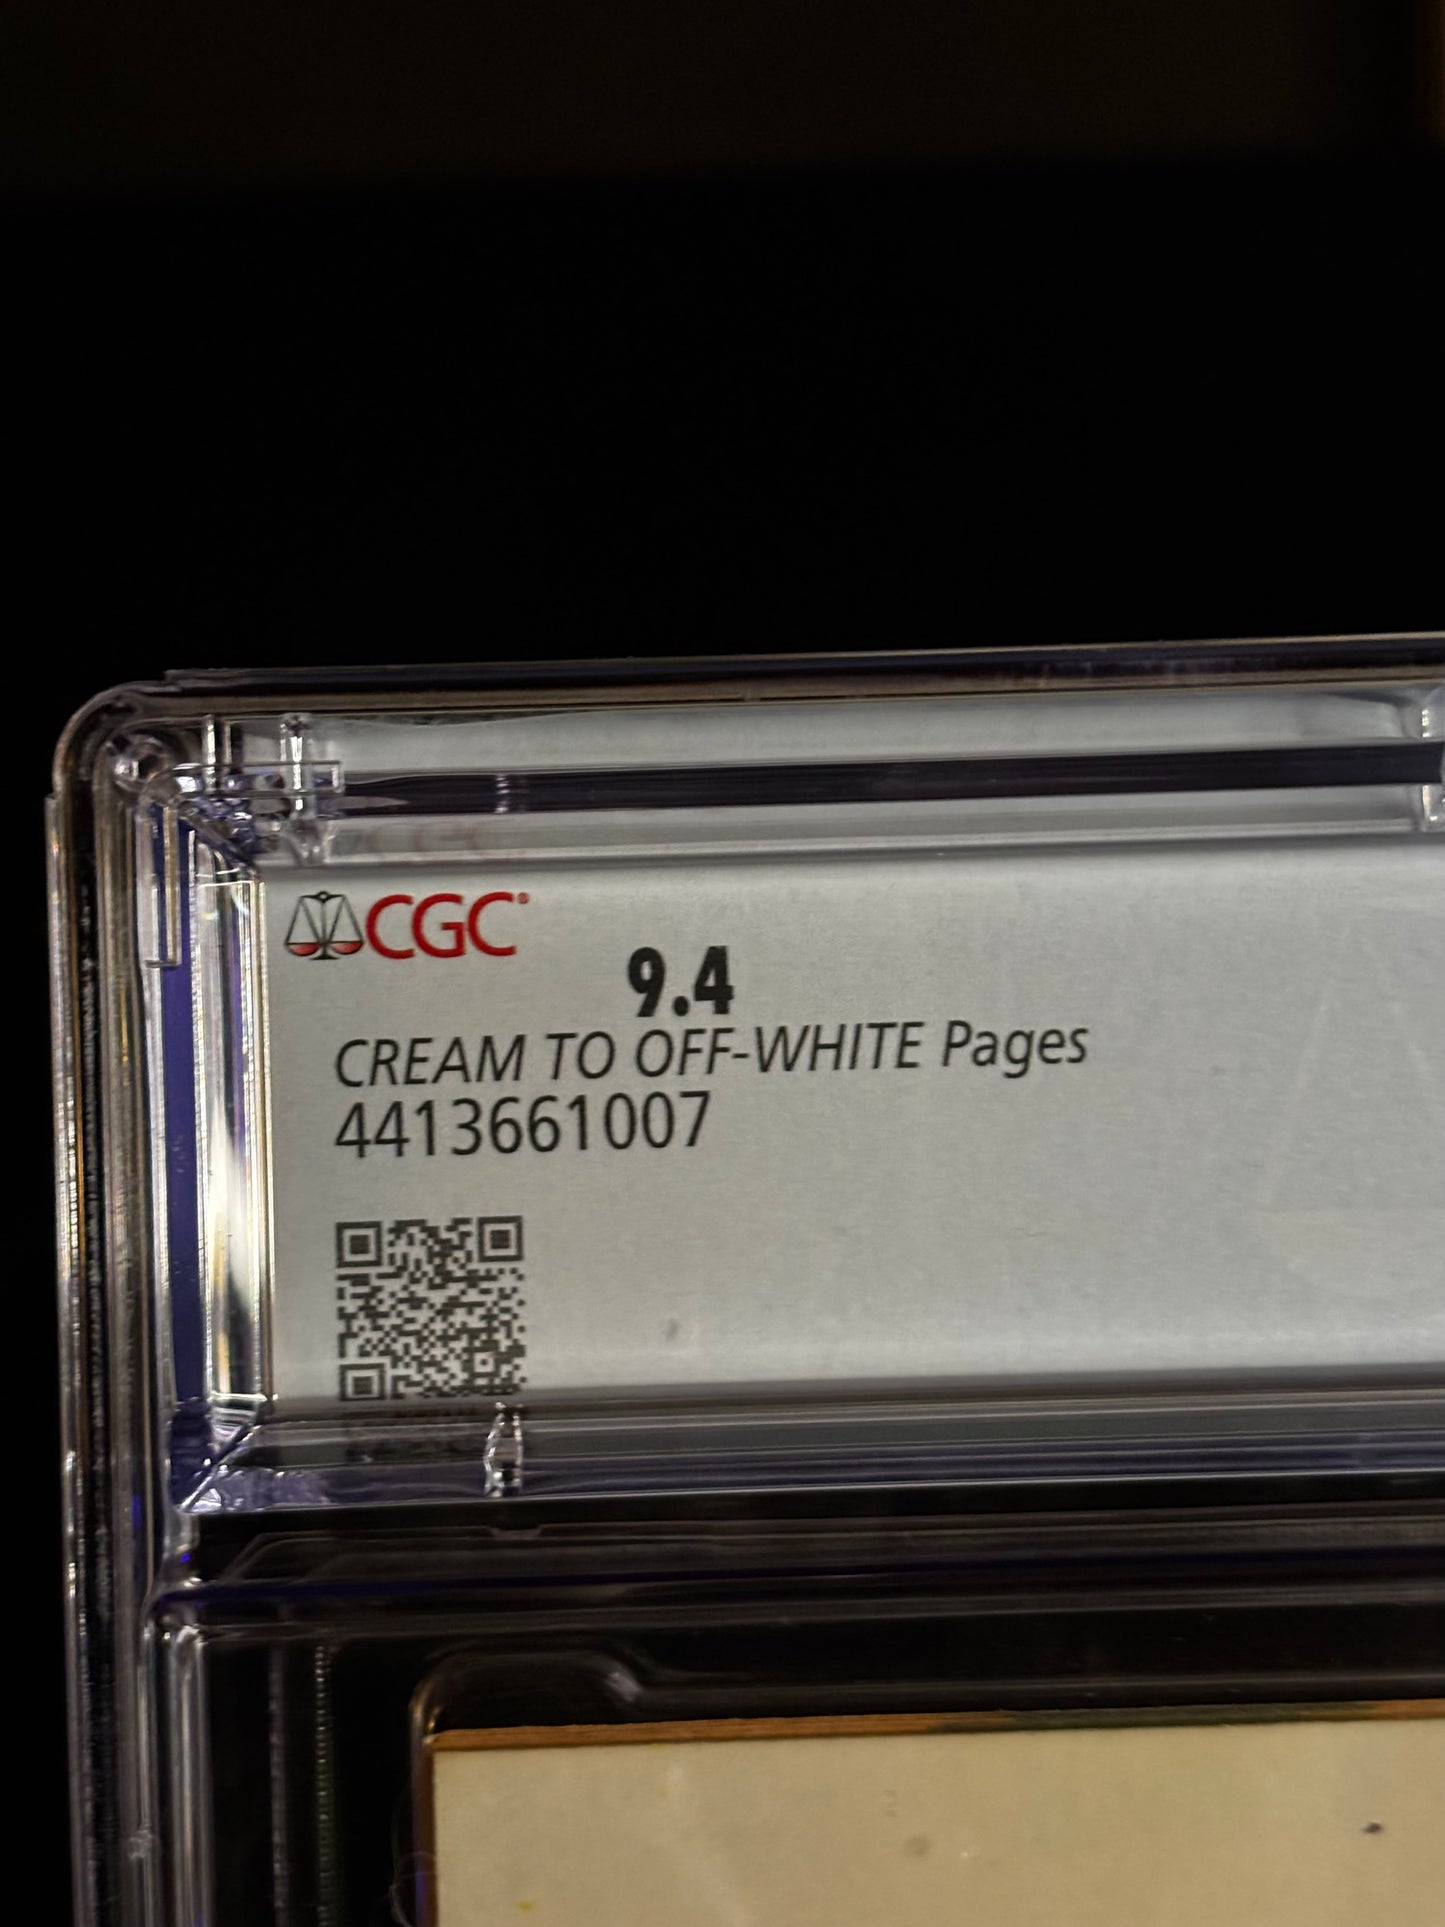 CGC®
9.4
CREAM TO OFF-WHITE Pages
4413661007